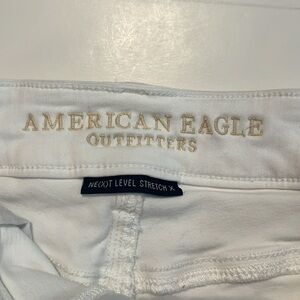 AMERICAN EAGLE
OUTFITTERS
NE(X)T LEVEL STRETCH X